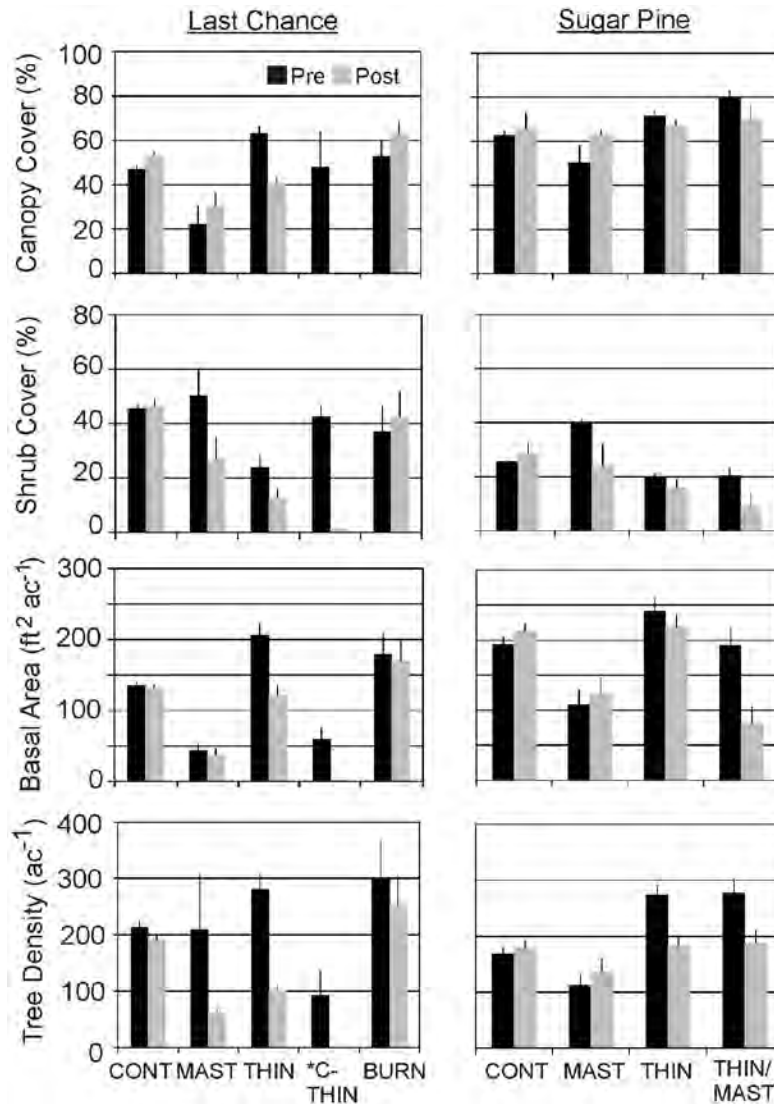 Last Chance
Sugar Pine
Canopy Cover (%)
100
80
60
40
20
0
Pre Post
Shrub Cover (%)
80
60
40
20
0
Basal Area (ft² ac⁻¹)
300
200
100
0
Tree Density (ac⁻¹)
400
300
200
100
0
CONT MAST THIN *C-THIN BURN
CONT MAST THIN THIN/MAST